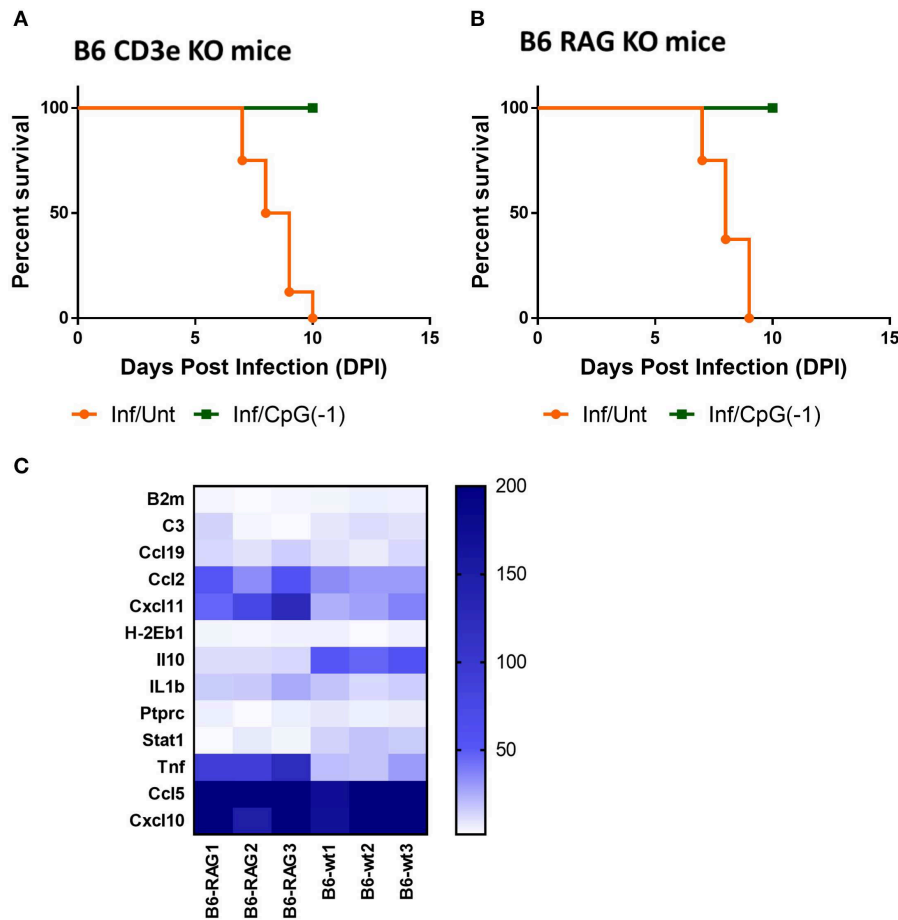 A
B6 CD3e KO mice
100
50
0
Percent survival
0 5 10 15
Days Post Infection (DPI)
Inf/Unt Inf/CpG(-1)
B
B6 RAG KO mice
100
50
0
Percent survival
0 5 10 15
Days Post Infection (DPI)
Inf/Unt Inf/CpG(-1)
C
B2m
C3
Ccl19
Ccl2
Cxcl11
H-2Eb1
Il10
IL1b
Ptprc
Stat1
Tnf
Ccl5
Cxcl10
B6-RAG1
B6-RAG2
B6-RAG3
B6-wt1
B6-wt2
B6-wt3
200
150
100
50